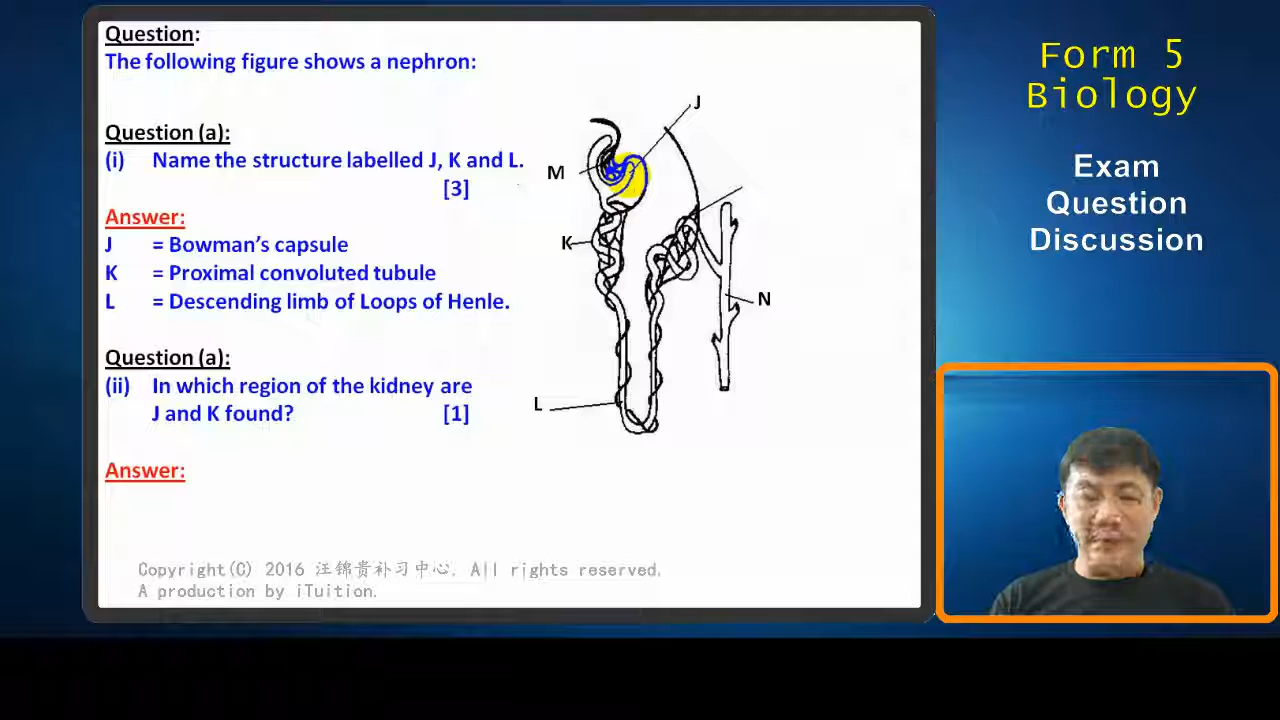 Question:
The following figure shows a nephron:
Question (a):
(i) Name the structure labelled J, K and L.
[3]
Answer:
J = Bowman’s capsule
K = Proximal convoluted tubule
L = Descending limb of Loops of Henle.
Question (a):
(ii) In which region of the kidney are
J and K found? [1]
Answer:
J
M
K
N
L
Copyright(C) 2016 汪锦贵补习中心. All rights reserved.
A production by iTuition.
Form 5
Biology
Exam
Question
Discussion